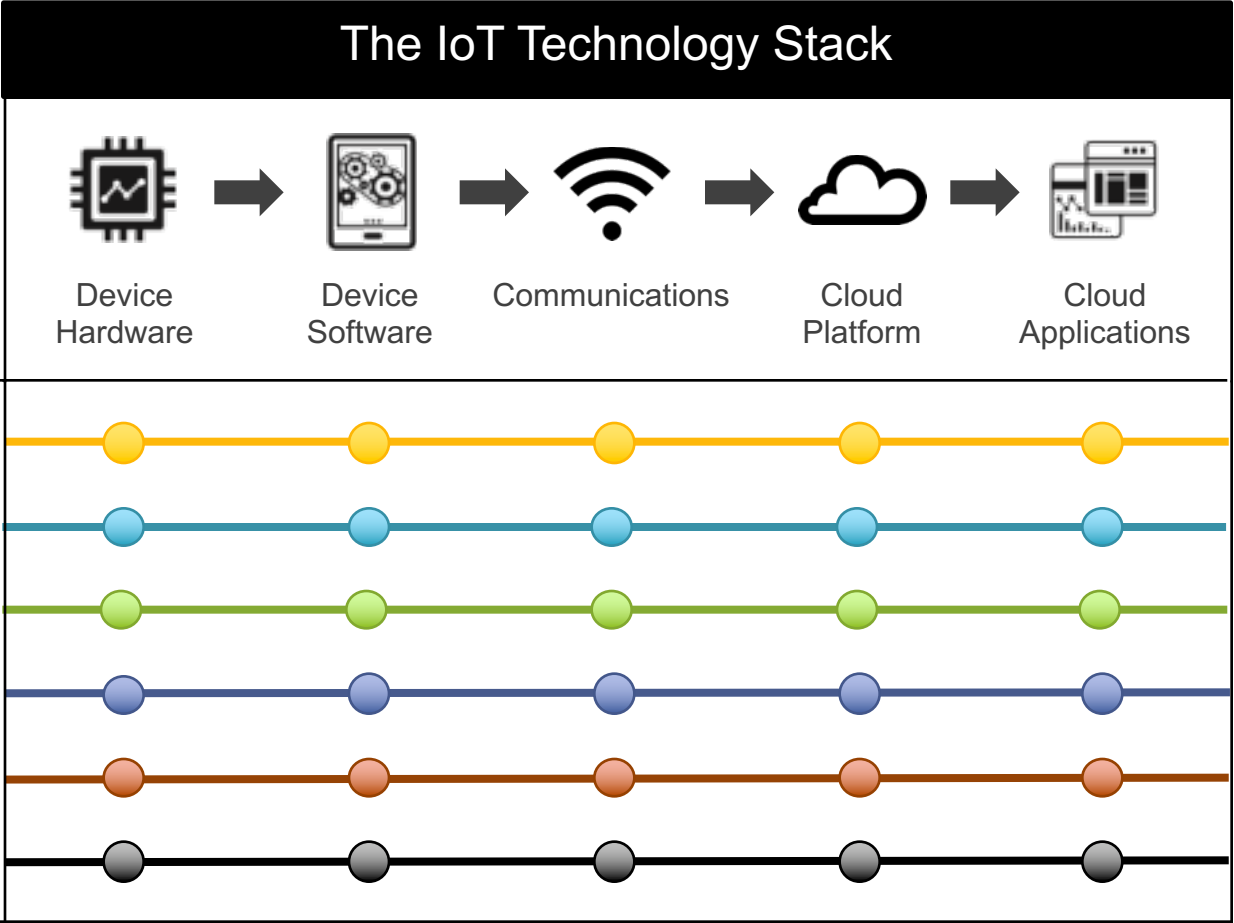 The IoT Technology Stack
Device
Hardware
Device
Software
Communications
Cloud
Platform
Cloud
Applications